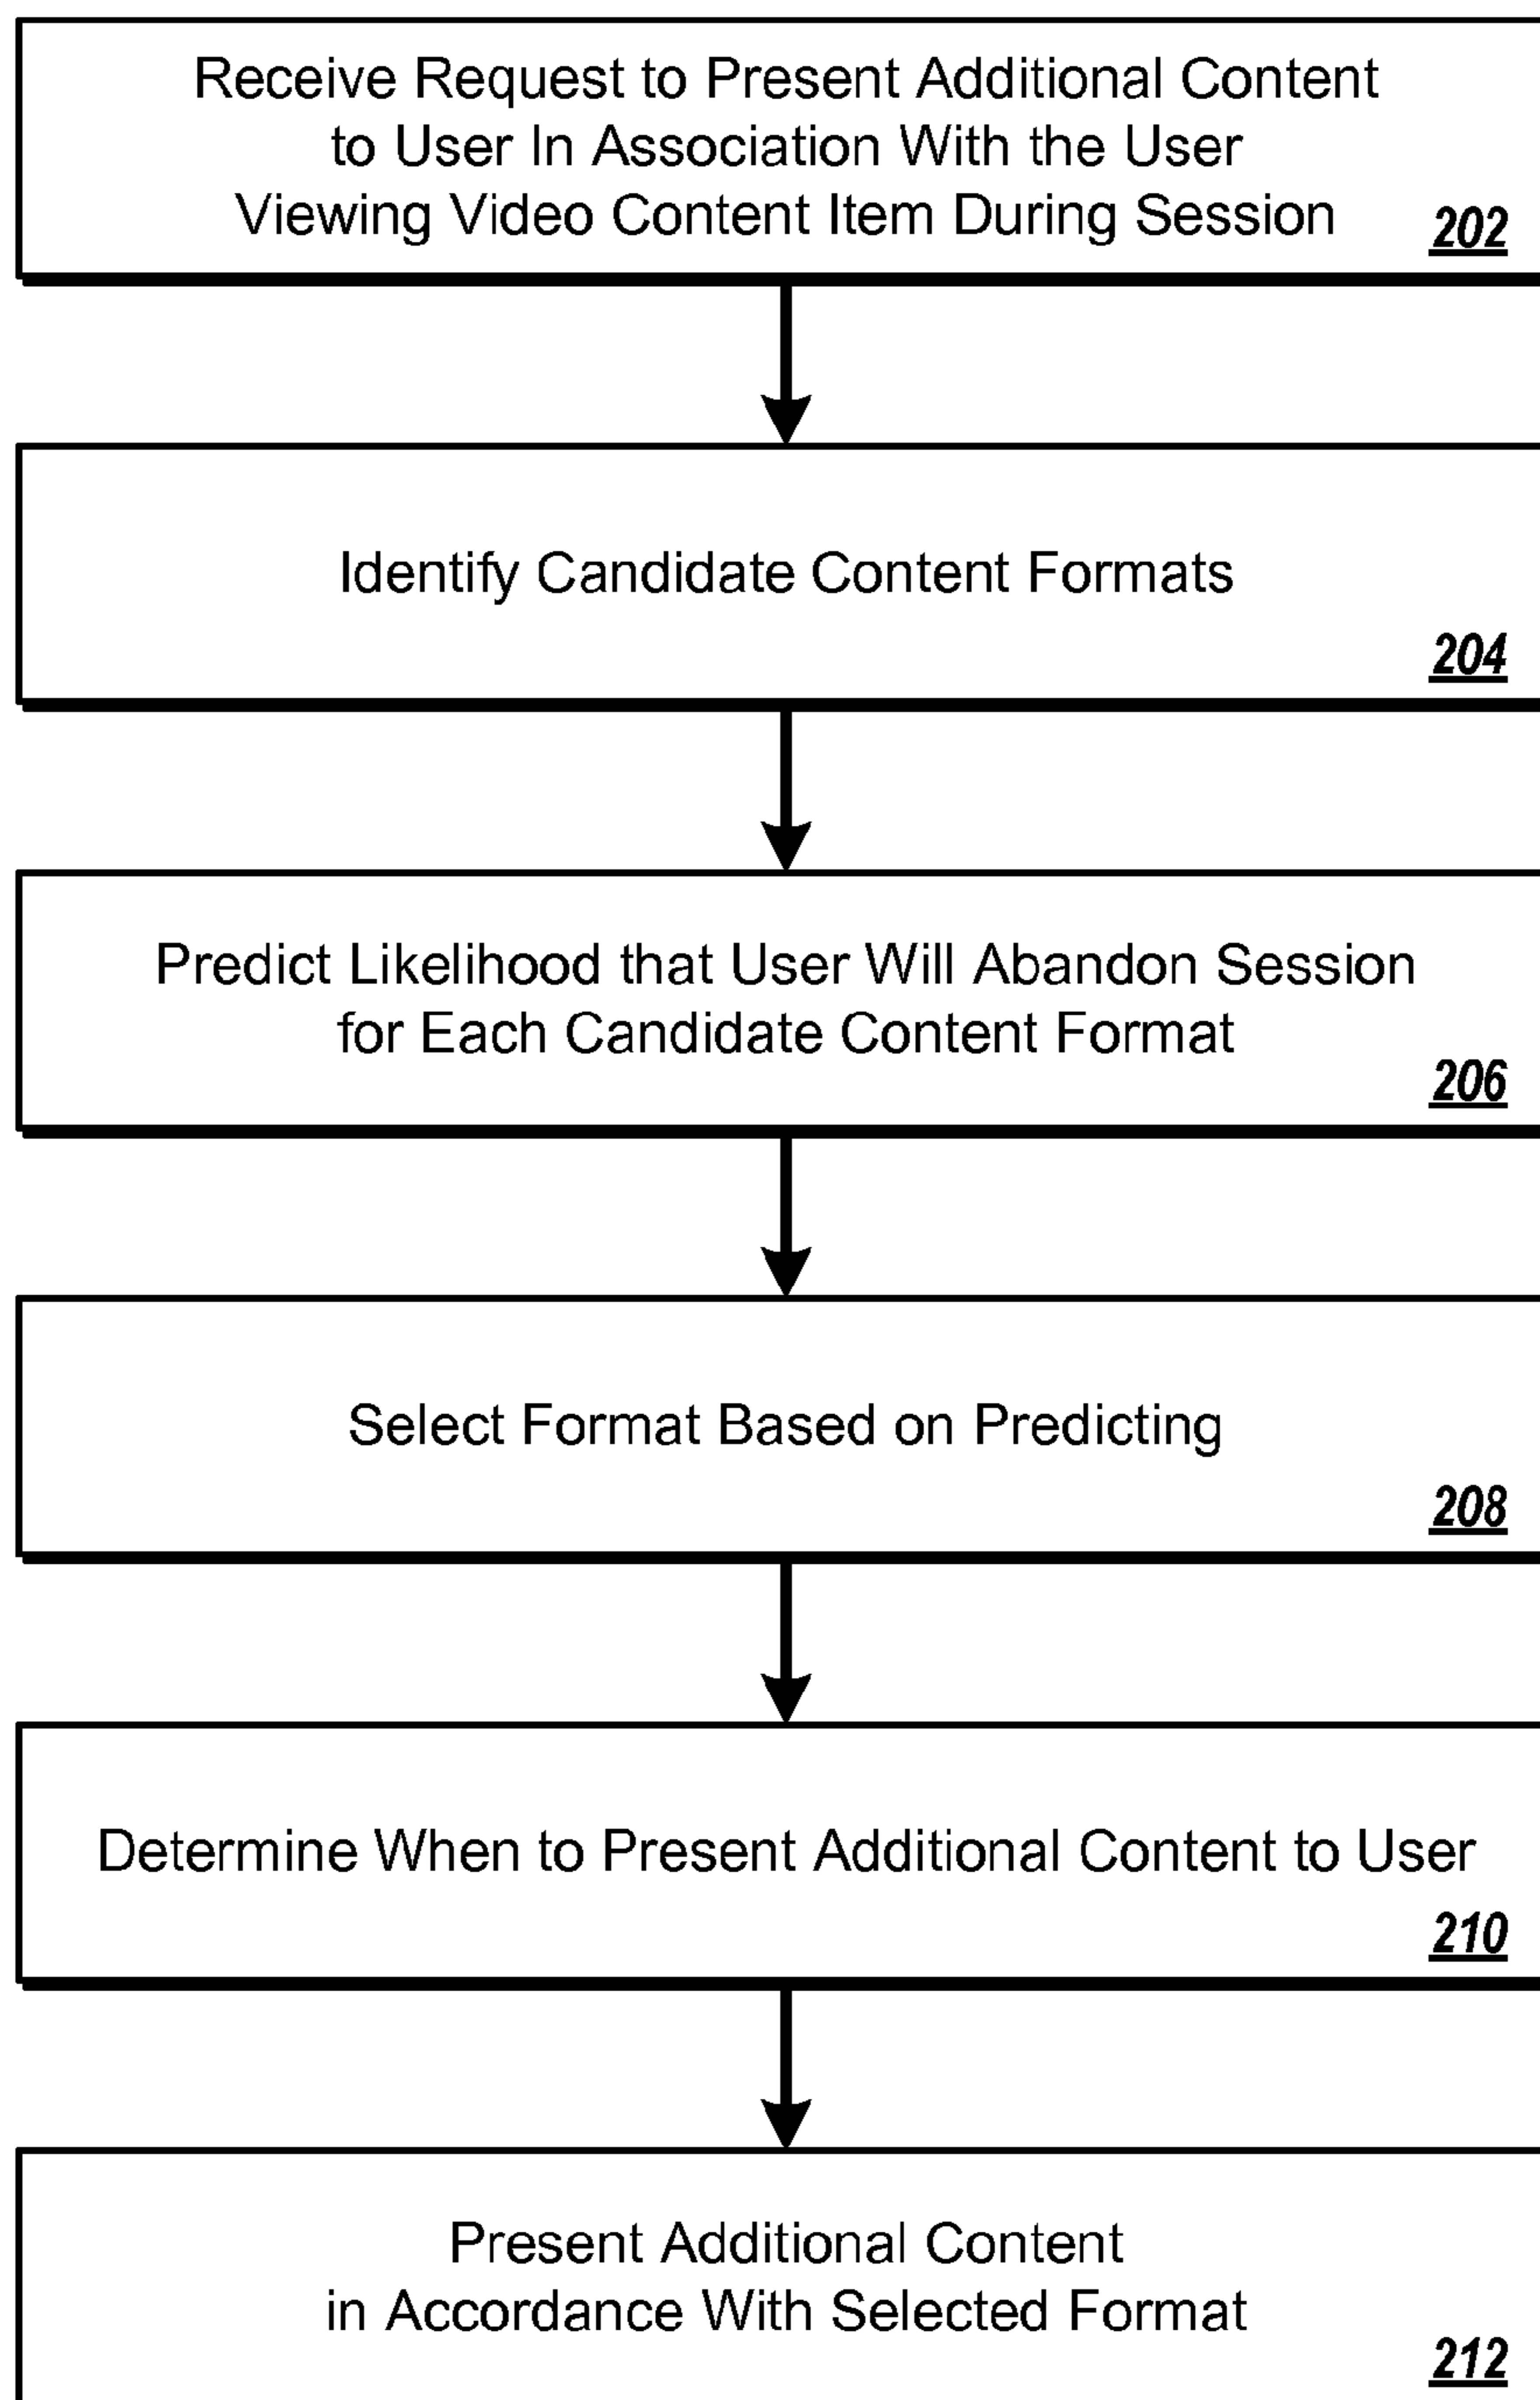 Receive Request to Present Additional Content
to User In Association With the User
Viewing Video Content Item During Session
202
Identify Candidate Content Formats
204
Predict Likelihood that User Will Abandon Session
for Each Candidate Content Format
206
Select Format Based on Predicting
208
Determine When to Present Additional Content to User
210
Present Additional Content
in Accordance With Selected Format
212